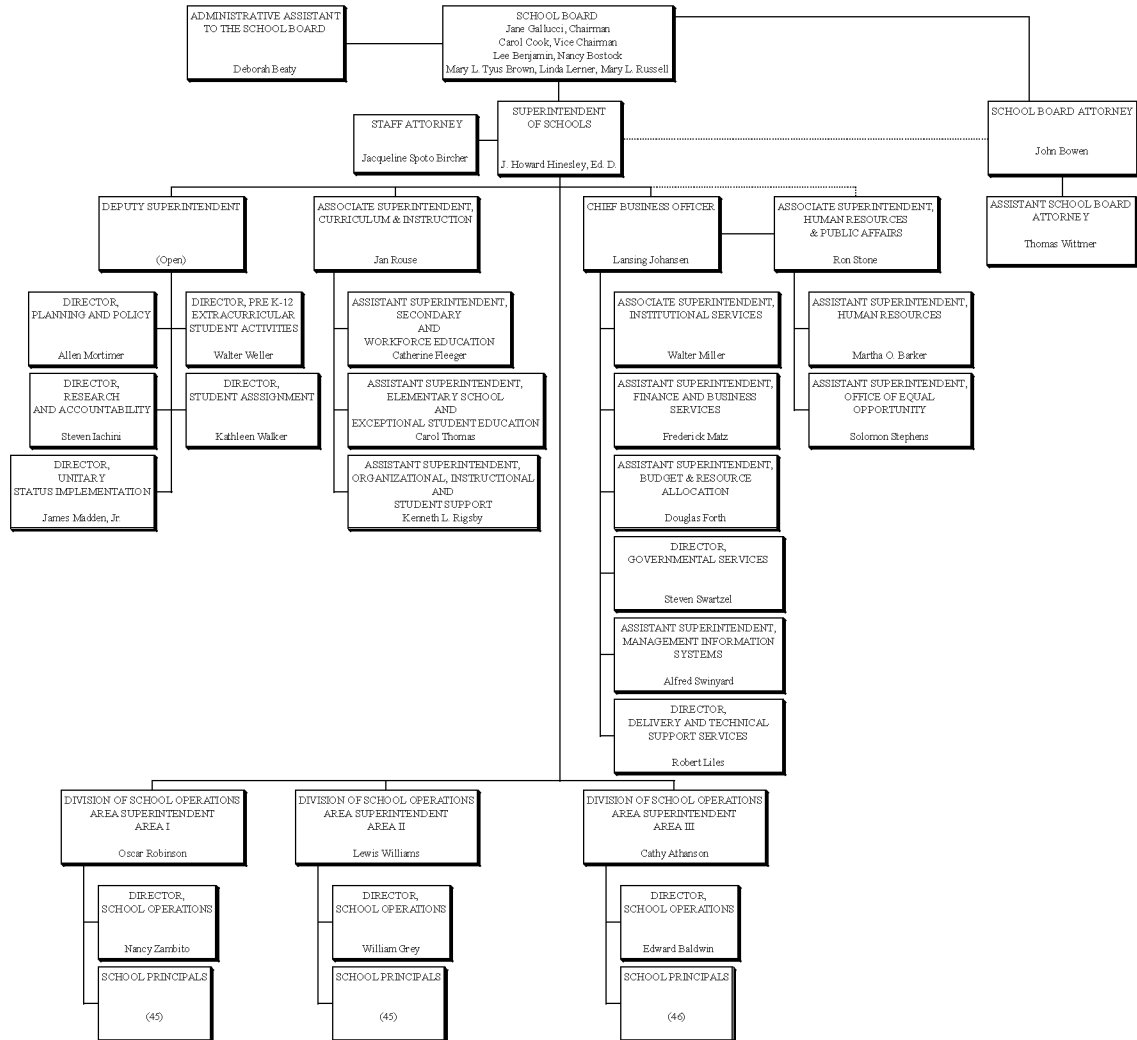 ADMINISTRATIVE ASSISTANT
TO THE SCHOOL BOARD
Deborah Beaty
SCHOOL BOARD
Jane Gallucci, Chairman
Carol Cook, Vice Chairman
Lee Benjamin, Nancy Bostock
Mary L. Tyus Brown, Linda Lerner, Mary L. Russell
STAFF ATTORNEY
Jacqueline Spoto Bircher
SUPERINTENDENT
OF SCHOOLS
J. Howard Hinesley, Ed. D.
SCHOOL BOARD ATTORNEY
John Bowen
ASSISTANT SCHOOL BOARD
ATTORNEY
Thomas Wittmer
DEPUTY SUPERINTENDENT
(Open)
ASSOCIATE SUPERINTENDENT,
CURRICULUM & INSTRUCTION
Jan Rouse
CHIEF BUSINESS OFFICER
Lansing Johansen
ASSOCIATE SUPERINTENDENT,
HUMAN RESOURCES
& PUBLIC AFFAIRS
Ron Stone
DIRECTOR,
PLANNING AND POLICY
Allen Mortimer
DIRECTOR, PRE K-12
EXTRACURRICULAR
STUDENT ACTIVITIES
Walter Weller
DIRECTOR,
RESEARCH
AND ACCOUNTABILITY
Steven Iachini
DIRECTOR,
STUDENT ASSSIGNMENT
Kathleen Walker
DIRECTOR,
UNITARY
STATUS IMPLEMENTATION
James Madden, Jr.
ASSISTANT SUPERINTENDENT,
SECONDARY
AND
WORKFORCE EDUCATION
Catherine Fleeger
ASSISTANT SUPERINTENDENT,
ELEMENTARY SCHOOL
AND
EXCEPTIONAL STUDENT EDUCATION
Carol Thomas
ASSISTANT SUPERINTENDENT,
ORGANIZATIONAL, INSTRUCTIONAL
AND
STUDENT SUPPORT
Kenneth L. Rigsby
ASSOCIATE SUPERINTENDENT,
INSTITUTIONAL SERVICES
Walter Miller
ASSISTANT SUPERINTENDENT,
FINANCE AND BUSINESS
SERVICES
Frederick Matz
ASSISTANT SUPERINTENDENT,
BUDGET & RESOURCE
ALLOCATION
Douglas Forth
DIRECTOR,
GOVERNMENTAL SERVICES
Steven Swartzel
ASSISTANT SUPERINTENDENT,
MANAGEMENT INFORMATION
SYSTEMS
Alfred Swinyard
DIRECTOR,
DELIVERY AND TECHNICAL
SUPPORT SERVICES
Robert Liles
ASSISTANT SUPERINTENDENT,
HUMAN RESOURCES
Martha O. Barker
ASSISTANT SUPERINTENDENT,
OFFICE OF EQUAL
OPPORTUNITY
Solomon Stephens
DIVISION OF SCHOOL OPERATIONS
AREA SUPERINTENDENT
AREA I
Oscar Robinson
DIRECTOR,
SCHOOL OPERATIONS
Nancy Zambito
SCHOOL PRINCIPALS
(45)
DIVISION OF SCHOOL OPERATIONS
AREA SUPERINTENDENT
AREA II
Lewis Williams
DIRECTOR,
SCHOOL OPERATIONS
William Grey
SCHOOL PRINCIPALS
(45)
DIVISION OF SCHOOL OPERATIONS
AREA SUPERINTENDENT
AREA III
Cathy Athanson
DIRECTOR,
SCHOOL OPERATIONS
Edward Baldwin
SCHOOL PRINCIPALS
(46)